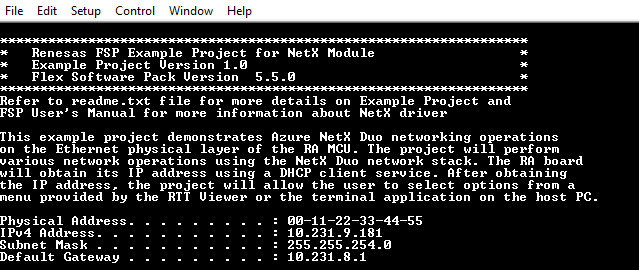 File Edit Setup Control Window Help
******************************************************************
* Renesas FSP Example Project for NetX Module *
* Example Project Version 1.0 *
* Flex Software Pack Version 5.5.0 *
******************************************************************
Refer to readme.txt file for more details on Example Project and
FSP User's Manual for more information about NetX driver
This example project demonstrates Azure NetX Duo networking operations
on the Ethernet physical layer of the RA MCU. The project will perform
various network operations using the NetX Duo network stack. The RA board
will obtain its IP address using a DHCP client service. After obtaining
the IP address, the project will allow the user to select options from a
menu provided by the RTT Viewer or the terminal application on the host PC.
Physical Address. . . . . . . . . : 00-11-22-33-44-55
IPv4 Address. . . . . . . . . . . : 10.231.9.181
Subnet Mask . . . . . . . . . . . : 255.255.254.0
Default Gateway . . . . . . . . . : 10.231.8.1